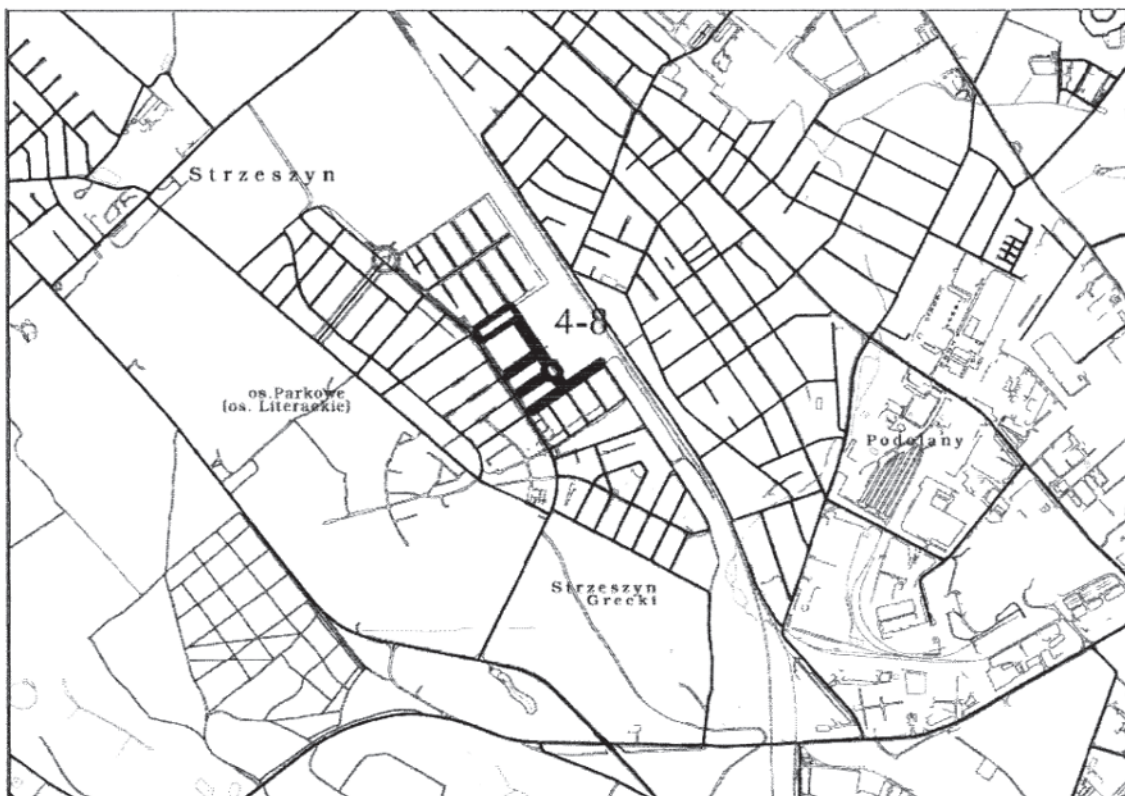 Strzeszyn
4-8
os.Parkowe
(os. Literackie)
Podolany
Strzeszyn
Grecki